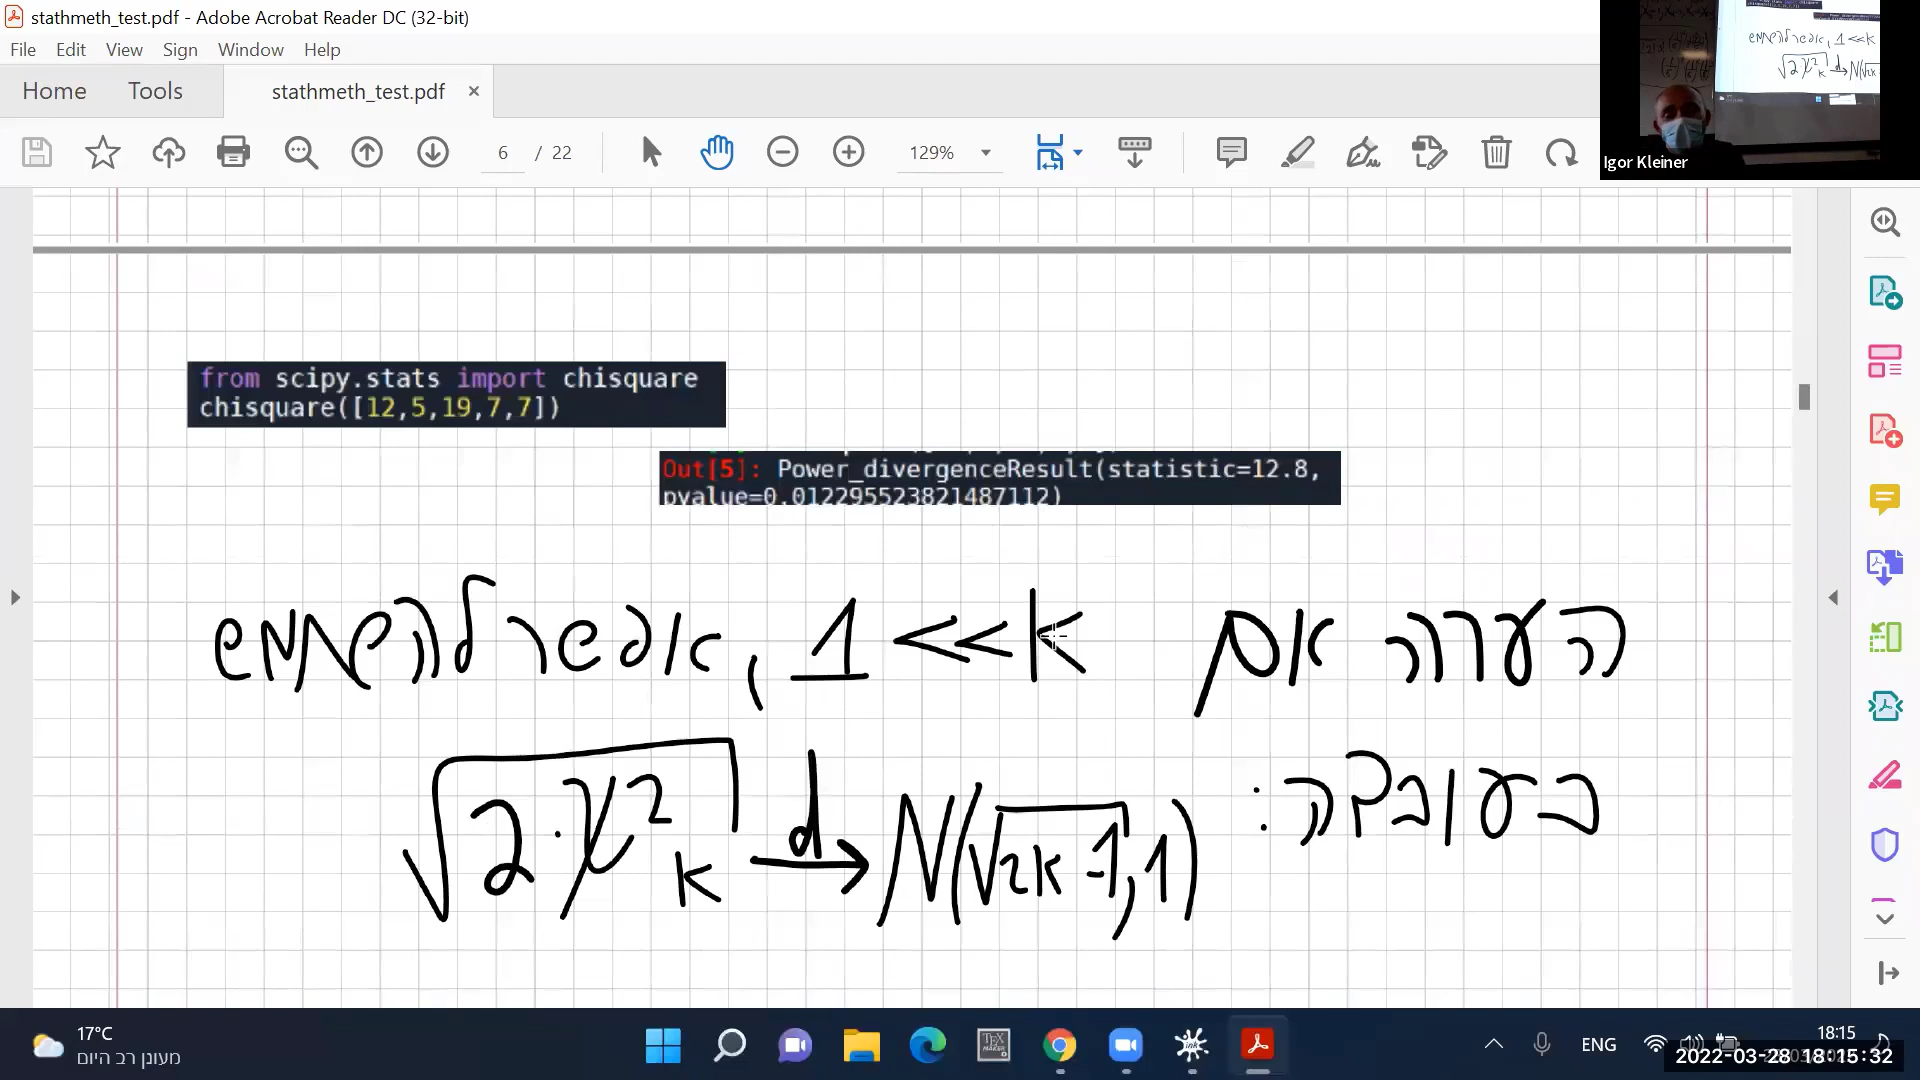 stathmeth_test.pdf - Adobe Acrobat Reader DC (32-bit)
File Edit View Sign Window Help
Home Tools stathmeth_test.pdf ×
6 / 22 129%
Igor Kleiner
from scipy.stats import chisquare
chisquare([12,5,19,7,7])
Out[5]: Power_divergenceResult(statistic=12.8,
pvalue=0.012295523821487112)
הערה אם 1 <<< k, אפשר להשתמש
בטובקה: √(2·χ²_k) →^d N(√(2k-1), 1)
17°C
מעונן רב היום
ENG
18:15
2022-03-28 18:15:32